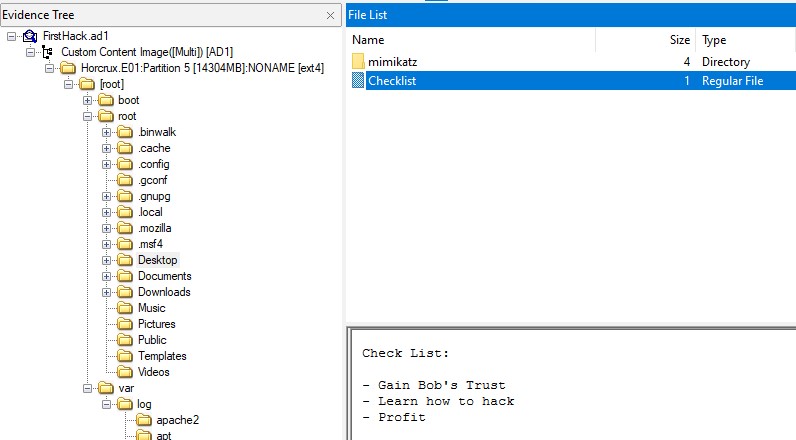 Evidence Tree
FirstHack.ad1
Custom Content Image([Multi]) [AD1]
Horcrux.E01:Partition 5 [14304MB]:NONAME [ext4]
[root]
boot
root
.binwalk
.cache
.config
.gconf
.gnupg
.local
.mozilla
.msf4
Desktop
Documents
Downloads
Music
Pictures
Public
Templates
Videos
var
log
apache2
apt
File List
Name Size Type
mimikatz 4 Directory
Checklist 1 Regular File
Check List:
- Gain Bob's Trust
- Learn how to hack
- Profit